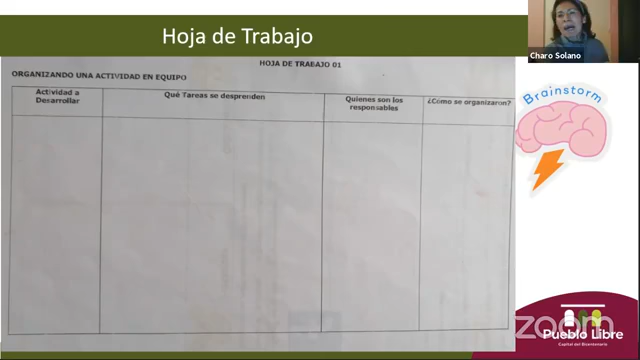 Hoja de Trabajo
Charo Solano
HOJA DE TRABAJO 01
ORGANIZANDO UNA ACTIVIDAD EN EQUIPO
Actividad a
Desarrollar
Qué Tareas se desprenden
Quienes son los
responsables
¿Cómo se organizaron?
Brainstorm
zoom
Pueblo Libre
Capital del Bicentenario